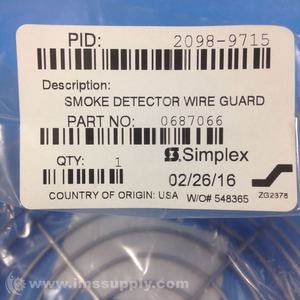 PID: 2098-9715
Description:
SMOKE DETECTOR WIRE GUARD
PART NO: 0687066
QTY: 1 Simplex
02/26/16
COUNTRY OF ORIGIN: USA W/O# 548365 ZG2378
© www.imssupply.com